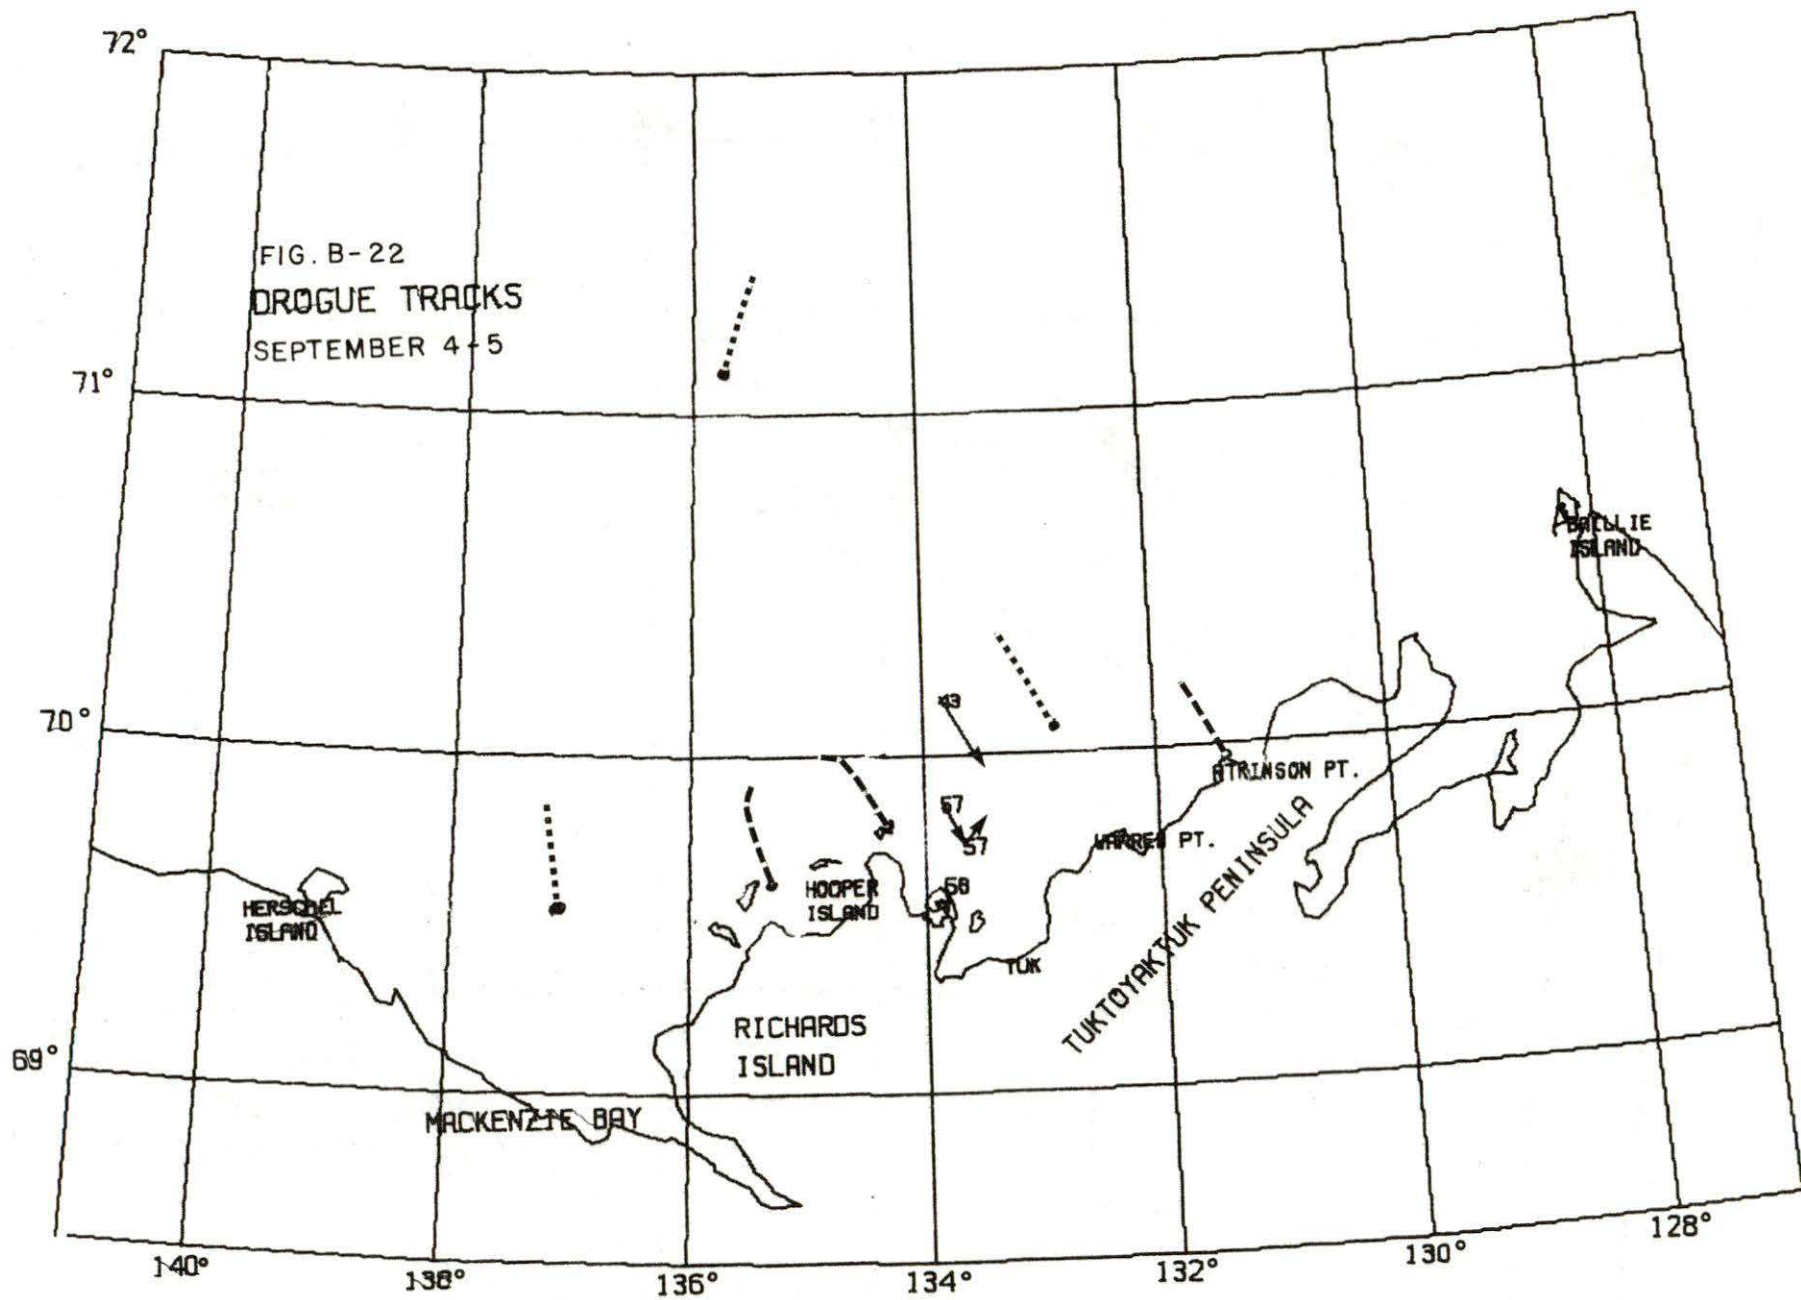 72°
FIG. B-22
DROGUE TRACKS
SEPTEMBER 4-5
71°
BAILLIE
ISLAND
43
70°
ATKINSON PT.
57
57
WARREN PT.
HOOPER
ISLAND
58
HERSCHEL
ISLAND
TUK
TUKTOYAKTUK PENINSULA
RICHARDS
ISLAND
69°
MACKENZIE BAY
140°
138°
136°
134°
132°
130°
128°